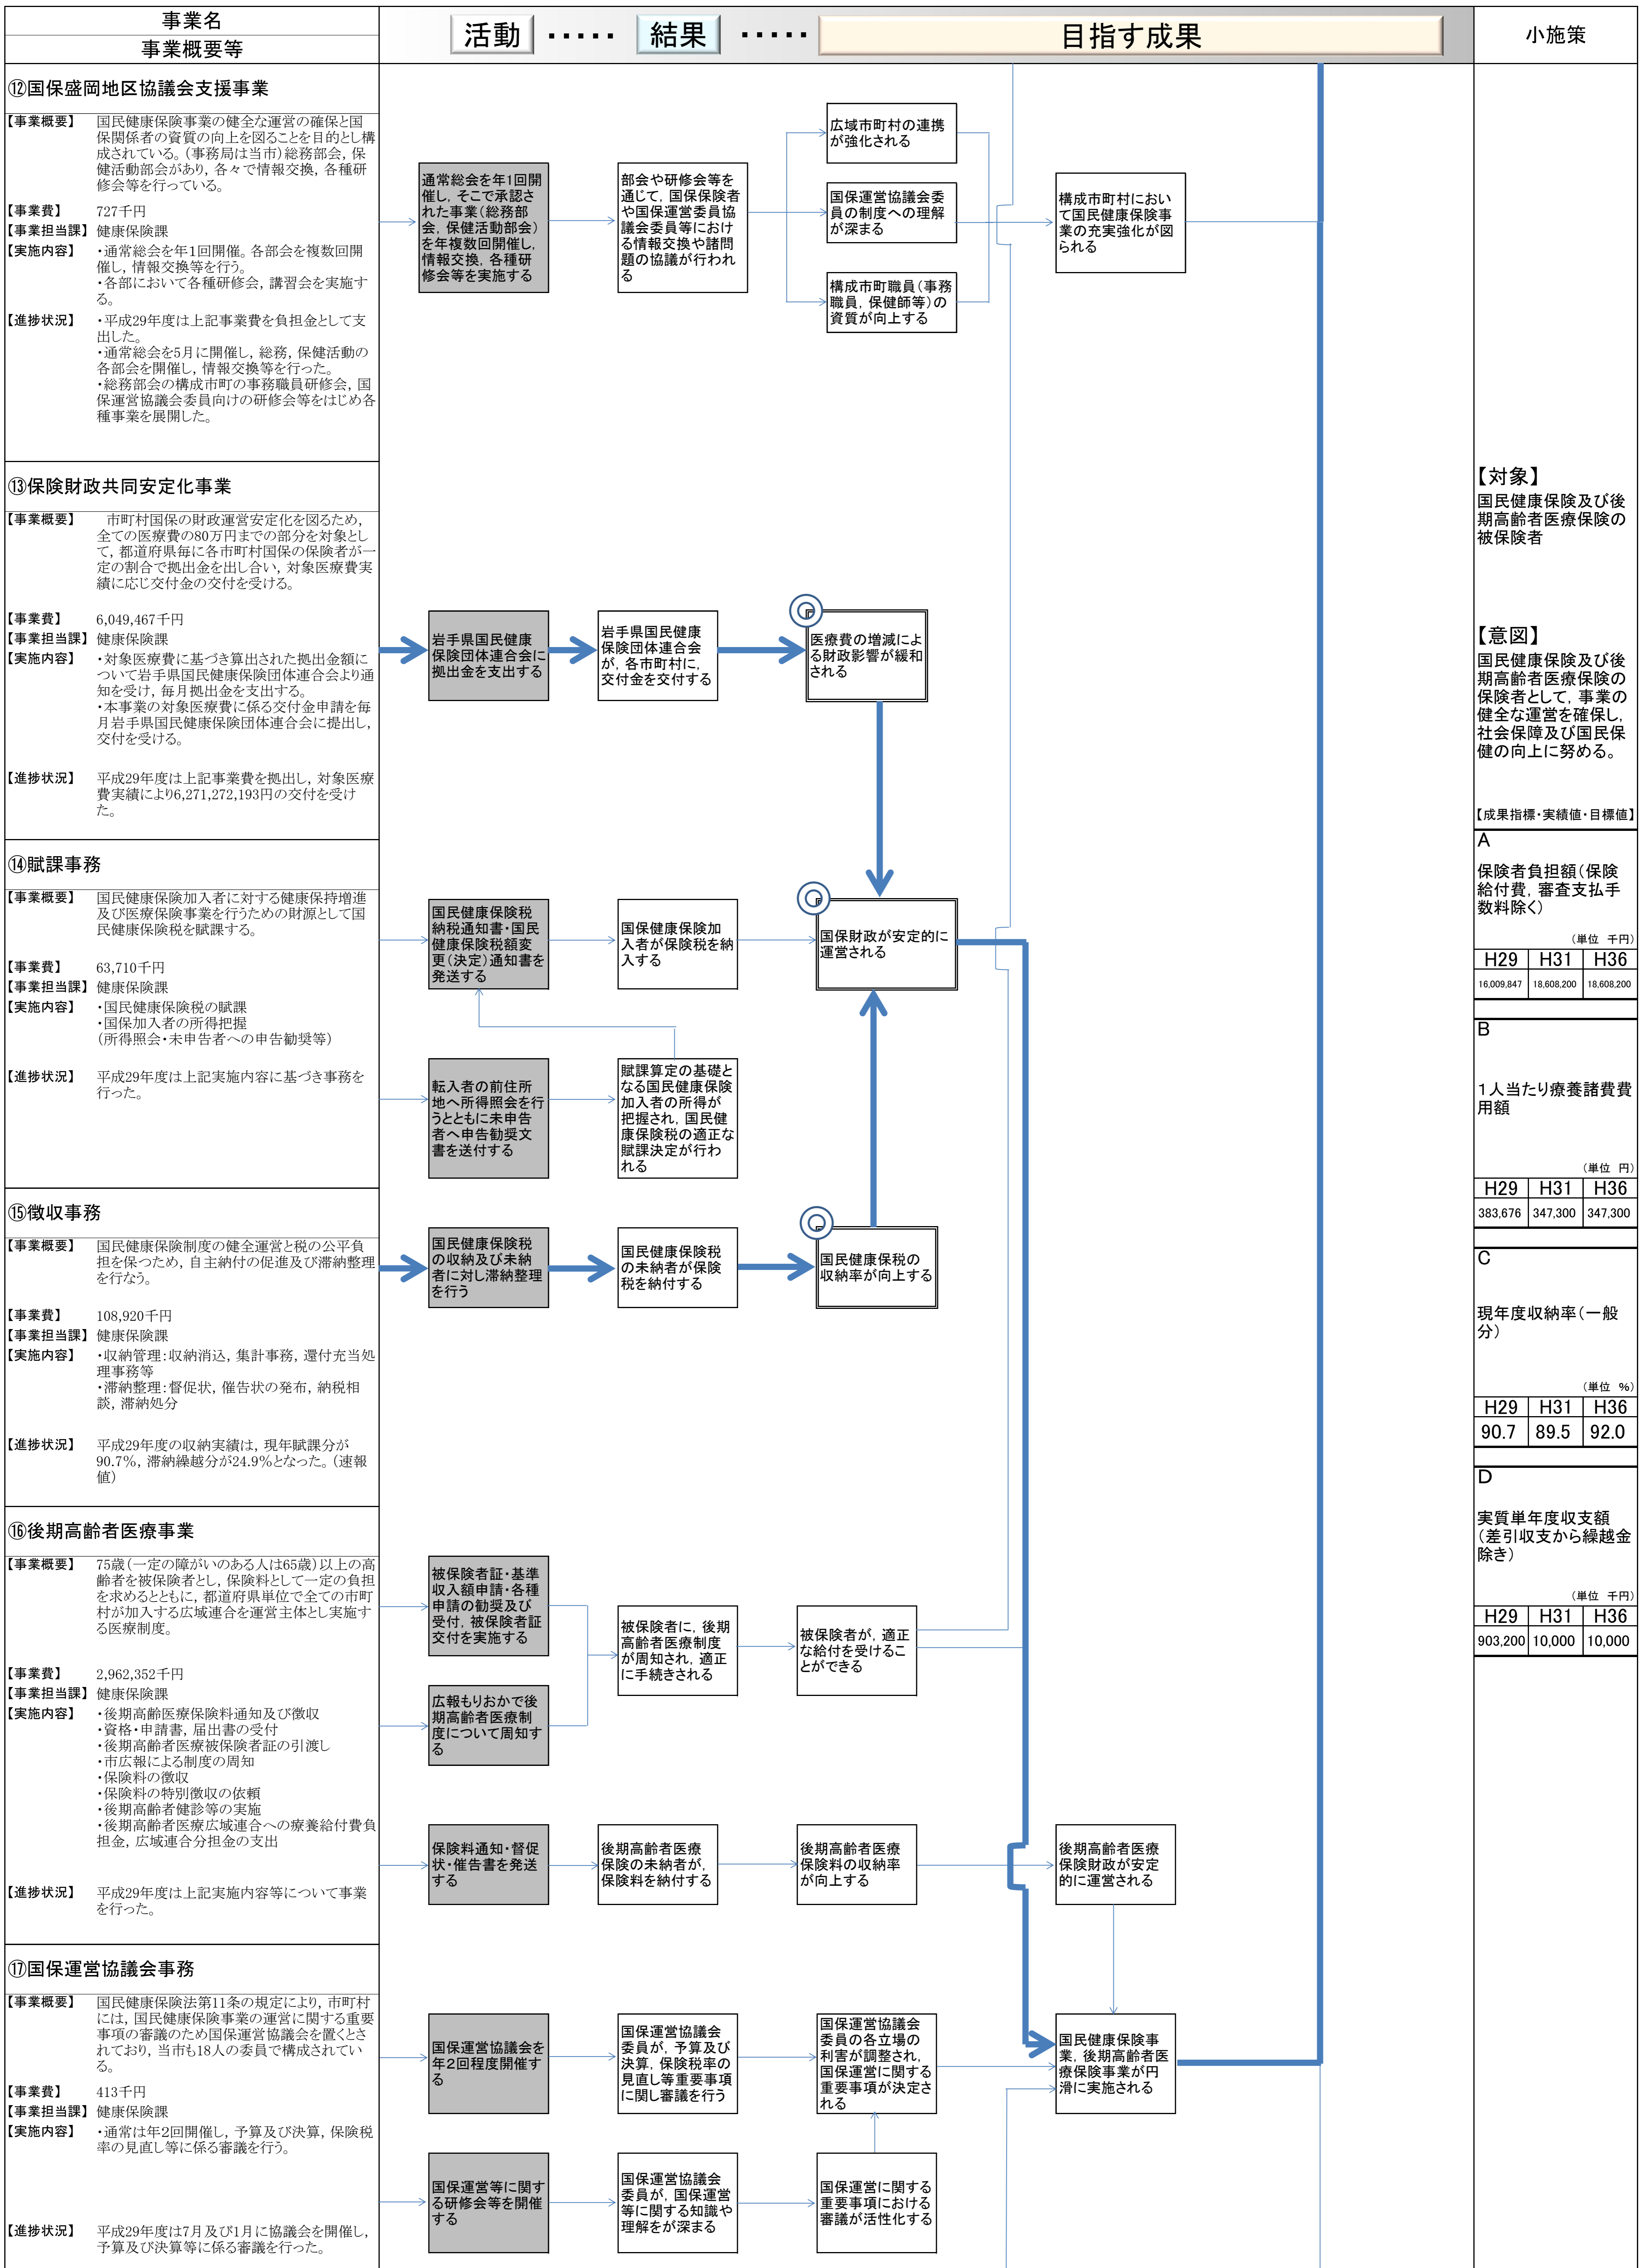 事業名
事業概要等
活動 ・・・・・ 結果 ・・・・・ 目指す成果
小施策
⑫国保盛岡地区協議会支援事業
【事業概要】 国民健康保険事業の健全な運営の確保と国
保関係者の資質の向上を図ることを目的とし構
成されている。（事務局は当市）総務部会，保
健活動部会があり，各々で情報交換，各種研
修会等を行っている。
【事業費】 727千円
【事業担当課】 健康保険課
【実施内容】 ・通常総会を年1回開催。各部会を複数回開
催し，情報交換等を行う。
・各部において各種研修会，講習会を実施す
る。
【進捗状況】 ・平成29年度は上記事業費を負担金として支
出した。
・通常総会を5月に開催し，総務，保健活動の
各部会を開催し，情報交換等を行った。
・総務部会の構成市町の事務職員研修会，国
保運営協議会委員向けの研修会等をはじめ各
種事業を展開した。
通常総会を年1回開
催し，そこで承認さ
れた事業（総務部
会，保健活動部会）
を年複数回開催し，
情報交換，各種研
修会等を実施する
部会や研修会等を
通じて，国保保険者
や国保運営委員協
議会委員等におけ
る情報交換や諸問
題の協議が行われ
る
広域市町村の連携
が強化される
国保運営協議会委
員の制度への理解
が深まる
構成市町職員（事務
職員，保健師等）の
資質が向上する
構成市町村におい
て国民健康保険事
業の充実強化が図
られる
⑬保険財政共同安定化事業
【事業概要】 市町村国保の財政運営安定化を図るため，
全ての医療費の80万円までの部分を対象とし
て，都道府県毎に各市町村国保の保険者が一
定の割合で拠出金を出し合い，対象医療費実
績に応じ交付金の交付を受ける。
【事業費】 6,049,467千円
【事業担当課】 健康保険課
【実施内容】 ・対象医療費に基づき算出された拠出金額に
ついて岩手県国民健康保険団体連合会より通
知を受け，毎月拠出金を支出する。
・本事業の対象医療費に係る交付金申請を毎
月岩手県国民健康保険団体連合会に提出し，
交付を受ける。
【進捗状況】 平成29年度は上記事業費を拠出し，対象医療
費実績により6,271,272,193円の交付を受け
た。
岩手県国民健康
保険団体連合会に
拠出金を支出する
岩手県国民健康
保険団体連合会
が，各市町村に，
交付金を交付する
医療費の増減によ
る財政影響が緩和
される
⑭賦課事務
【事業概要】 国民健康保険加入者に対する健康保持増進
及び医療保険事業を行うための財源として国
民健康保険税を賦課する。
【事業費】 63,710千円
【事業担当課】 健康保険課
【実施内容】 ・国民健康保険税の賦課
・国保加入者の所得把握
（所得照会・未申告者への申告勧奨等）
【進捗状況】 平成29年度は上記実施内容に基づき事務を
行った。
国民健康保険税
納税通知書・国民
健康保険税額変
更（決定）通知書を
発送する
国保健康保険加
入者が保険税を納
入する
国保財政が安定的に
運営される
転入者の前住所
地へ所得照会を行
うとともに未申告
者へ申告勧奨文
書を送付する
賦課算定の基礎と
なる国民健康保険
加入者の所得が
把握され，国民健
康保険税の適正な
賦課決定が行わ
れる
⑮徴収事務
【事業概要】 国民健康保険制度の健全運営と税の公平負
担を保つため，自主納付の促進及び滞納整理
を行なう。
【事業費】 108,920千円
【事業担当課】 健康保険課
【実施内容】 ・収納管理：収納消込，集計事務，還付充当処
理事務等
・滞納整理：督促状，催告状の発布，納税相
談，滞納処分
【進捗状況】 平成29年度の収納実績は，現年賦課分が
90.7％，滞納繰越分が24.9％となった。（速報
値）
国民健康保険税
の収納及び未納
者に対し滞納整理
を行う
国民健康保険税
の未納者が保険
税を納付する
国民健康保税の
収納率が向上する
⑯後期高齢者医療事業
【事業概要】 75歳（一定の障がいのある人は65歳）以上の高
齢者を被保険者とし，保険料として一定の負担
を求めるとともに，都道府県単位で全ての市町
村が加入する広域連合を運営主体とし実施す
る医療制度。
【事業費】 2,962,352千円
【事業担当課】 健康保険課
【実施内容】 ・後期高齢医療保険料通知及び徴収
・資格・申請書，届出書の受付
・後期高齢者医療被保険者証の引渡し
・市広報による制度の周知
・保険料の徴収
・保険料の特別徴収の依頼
・後期高齢者健診等の実施
・後期高齢者医療広域連合への療養給付費負
担金，広域連合分担金の支出
【進捗状況】 平成29年度は上記実施内容等について事業
を行った。
被保険者証・基準
収入額申請・各種
申請の勧奨及び
受付，被保険者証
交付を実施する
広報もりおかで後
期高齢者医療制
度について周知す
る
被保険者に，後期
高齢者医療制度
が周知され，適正
に手続きされる
被保険者が，適正
な給付を受けるこ
とができる
保険料通知・督促
状・催告書を発送
する
後期高齢者医療
保険の未納者が，
保険料を納付する
後期高齢者医療
保険料の収納率
が向上する
後期高齢者医療
保険財政が安定
的に運営される
⑰国保運営協議会事務
【事業概要】 国民健康保険法第11条の規定により，市町村
には，国民健康保険事業の運営に関する重要
事項の審議のため国保運営協議会を置くとさ
れており，当市も18人の委員で構成されてい
る。
【事業費】 413千円
【事業担当課】 健康保険課
【実施内容】 ・通常は年2回開催し，予算及び決算，保険税
率の見直し等に係る審議を行う。
【進捗状況】 平成29年度は7月及び1月に協議会を開催し，
予算及び決算等に係る審議を行った。
国保運営協議会を
年2回程度開催す
る
国保運営協議会
委員が，予算及び
決算，保険税率の
見直し等重要事項
に関し審議を行う
国保運営協議会
委員の各立場の
利害が調整され，
国保運営に関する
重要事項が決定さ
れる
国民健康保険事
業，後期高齢者医
療保険事業が円
滑に実施される
国保運営等に関す
る研修会等を開催
する
国保運営協議会
委員が，国保運営
等に関する知識や
理解をが深まる
国保運営に関する
重要事項における
審議が活性化する
【対象】
国民健康保険及び後
期高齢者医療保険の
被保険者
【意図】
国民健康保険及び後
期高齢者医療保険の
保険者として，事業の
健全な運営を確保し，
社会保障及び国民保
健の向上に努める。
【成果指標・実績値・目標値】
A
保険者負担額（保険
給付費，審査支払手
数料除く）
（単位 千円）
H29 H31 H36
16,009,847 18,608,200 18,608,200
B
1人当たり療養諸費費
用額
（単位 円）
H29 H31 H36
383,676 347,300 347,300
C
現年度収納率（一般
分）
（単位 %）
H29 H31 H36
90.7 89.5 92.0
D
実質単年度収支額
（差引収支から繰越金
除き）
（単位 千円）
H29 H31 H36
903,200 10,000 10,000